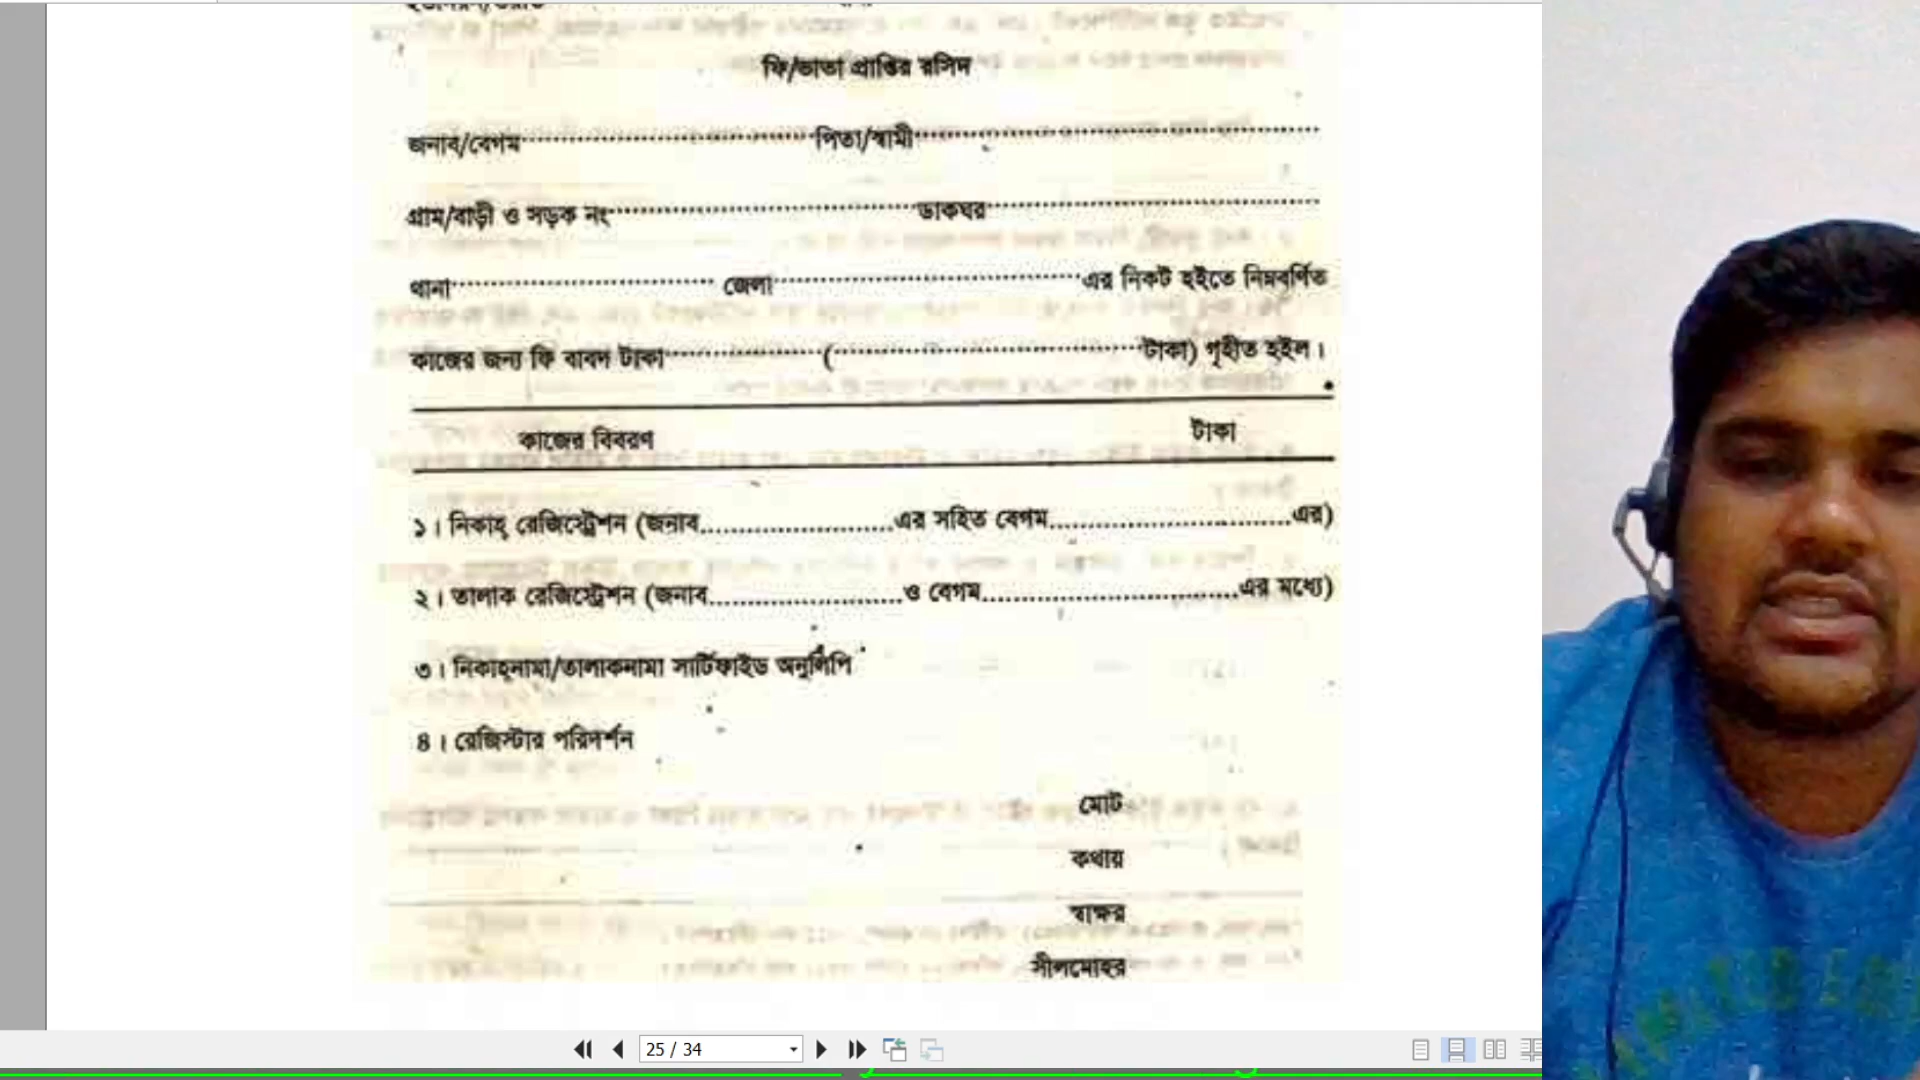 ফি/ভাতা প্রাপ্তির রসিদ
জনাব/বেগম....................পিতা/স্বামী....................
গ্রাম/বাড়ী ও সড়ক নং....................ডাকঘর....................
থানা.................... জেলা....................এর নিকট হইতে নিম্নবর্ণিত
কাজের জন্য ফি বাবদ টাকা....................(....................টাকা) গৃহীত হইল।
কাজের বিবরণ টাকা
১। নিকাহ্ রেজিস্ট্রেশন (জনাব....................এর সহিত বেগম....................এর)
২। তালাক রেজিস্ট্রেশন (জনাব....................ও বেগম....................এর মধ্যে)
৩। নিকাহ্‌নামা/তালাকনামা সার্টিফাইড অনুলিপি
৪। রেজিস্টার পরিদর্শন
মোট
কথায়
স্বাক্ষর
সীলমোহর
25 / 34